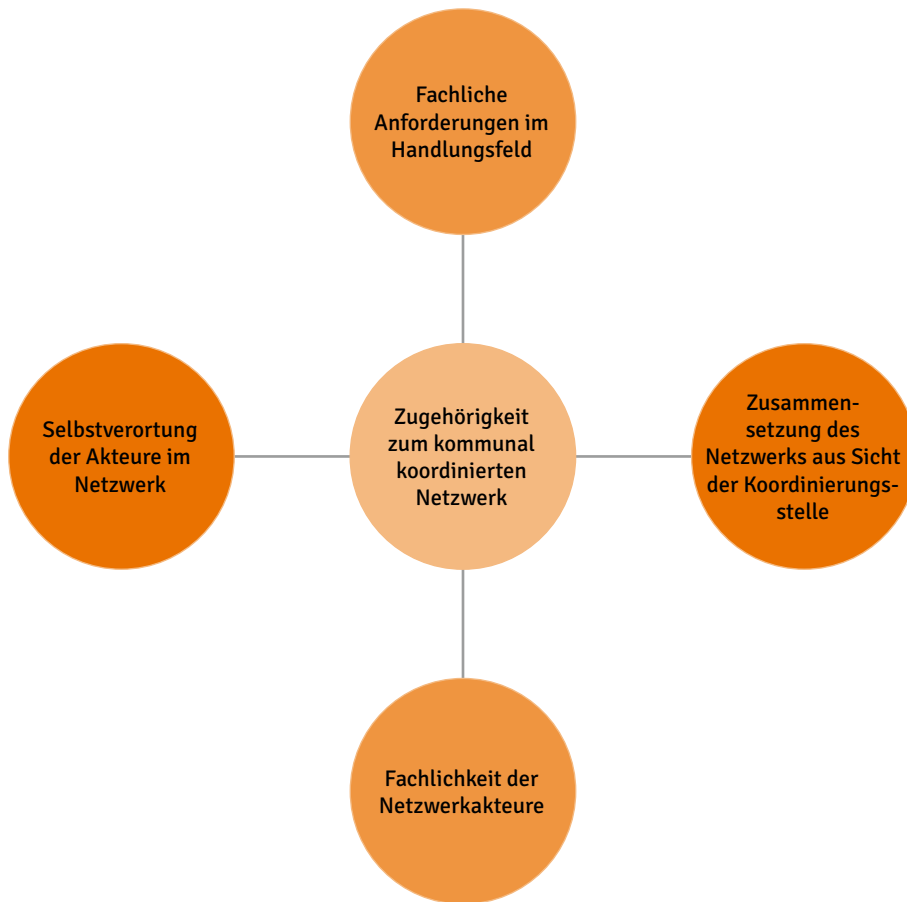 Fachliche
Anforderungen im
Handlungsfeld
Selbstverortung
der Akteure im
Netzwerk
Zugehörigkeit
zum kommunal
koordinierten
Netzwerk
Zusammen-
setzung des
Netzwerks aus Sicht
der Koordinierungs-
stelle
Fachlichkeit der
Netzwerkakteure